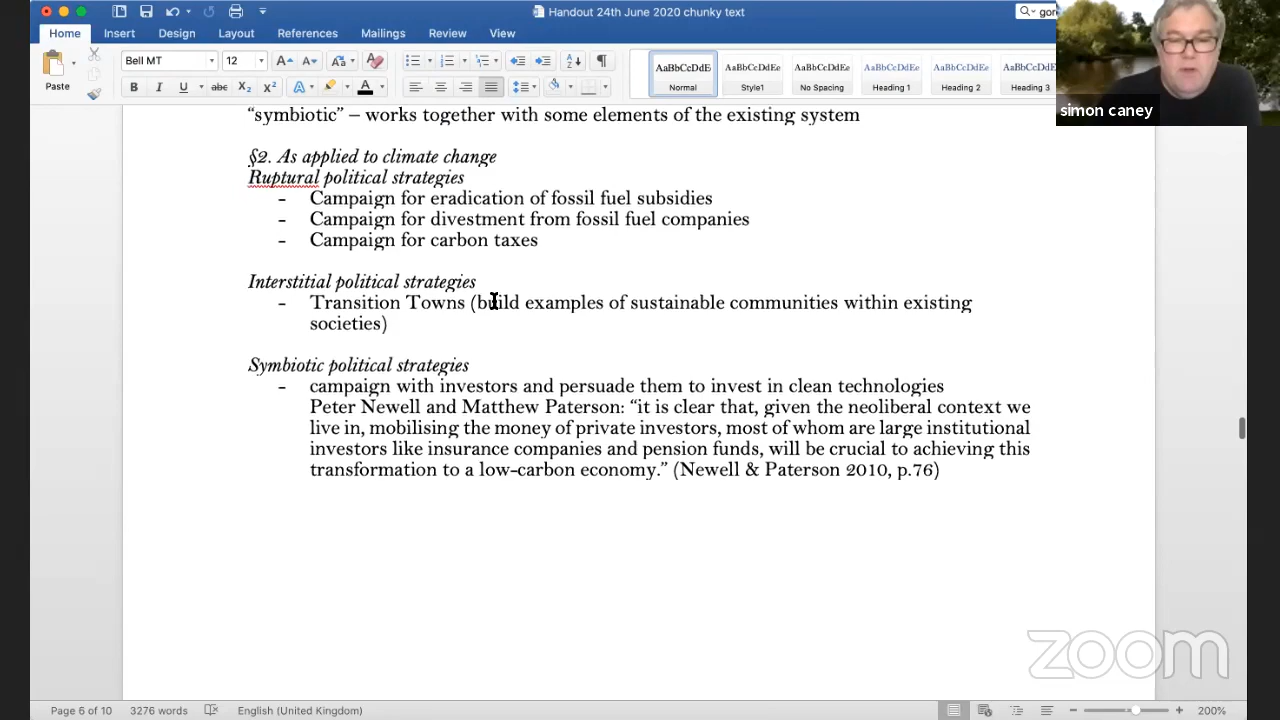 Handout 24th June 2020 chunky text
gor
Home Insert Design Layout References Mailings Review View
Paste
Bell MT 12
AaBbCcDdE AaBbCcDdEe AaBbCcDdEe AaBbCcDdEe AaBbCcDdEe AaBbCcDdE
Normal Style1 No Spacing Heading 1 Heading 2 Heading 3
simon caney
“symbiotic” – works together with some elements of the existing system
§2. As applied to climate change
Ruptural political strategies
- Campaign for eradication of fossil fuel subsidies
- Campaign for divestment from fossil fuel companies
- Campaign for carbon taxes
Interstitial political strategies
- Transition Towns (build examples of sustainable communities within existing
societies)
Symbiotic political strategies
- campaign with investors and persuade them to invest in clean technologies
Peter Newell and Matthew Paterson: “it is clear that, given the neoliberal context we
live in, mobilising the money of private investors, most of whom are large institutional
investors like insurance companies and pension funds, will be crucial to achieving this
transformation to a low-carbon economy.” (Newell & Paterson 2010, p.76)
zoom
Page 6 of 10 3276 words English (United Kingdom) 200%